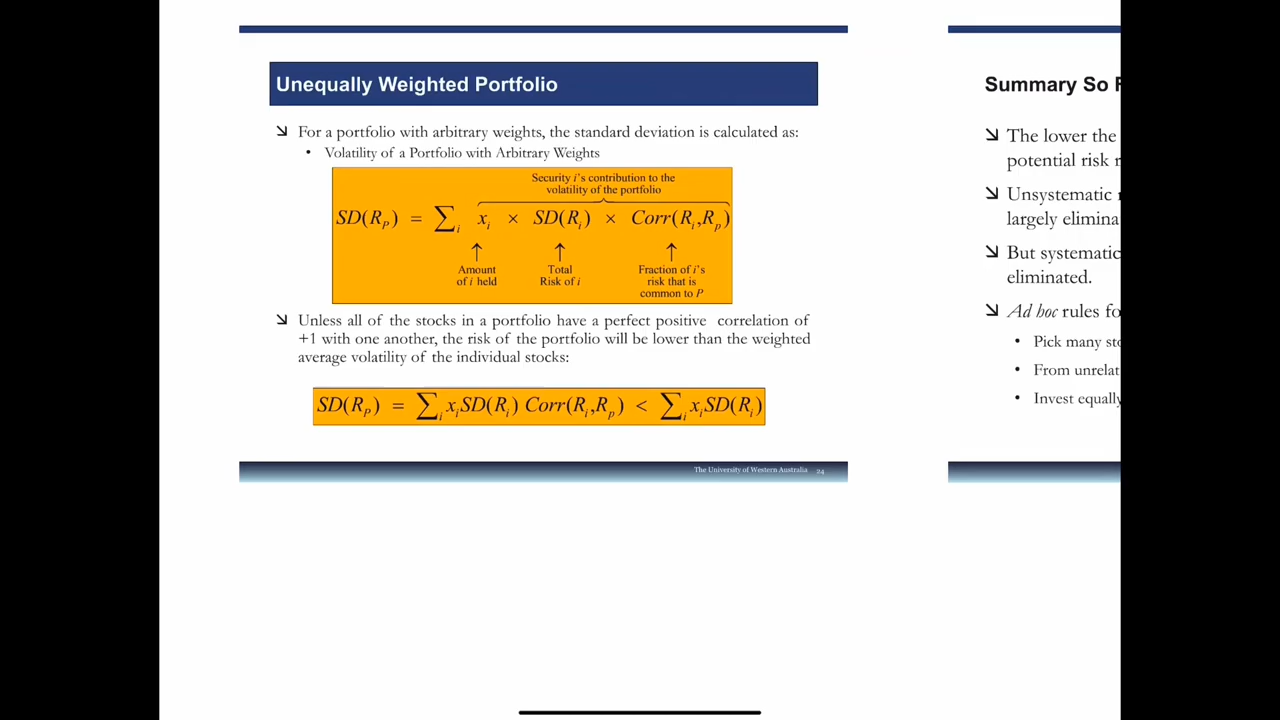 Unequally Weighted Portfolio
For a portfolio with arbitrary weights, the standard deviation is calculated as:
• Volatility of a Portfolio with Arbitrary Weights
Security i's contribution to the
volatility of the portfolio
SD(R_P) = ∑_i x_i × SD(R_i) × Corr(R_i,R_p)
↑ ↑ ↑
Amount Total Fraction of i's
of i held Risk of i risk that is
common to P
Unless all of the stocks in a portfolio have a perfect positive correlation of
+1 with one another, the risk of the portfolio will be lower than the weighted
average volatility of the individual stocks:
SD(R_P) = ∑_i x_iSD(R_i) Corr(R_i,R_p) < ∑_i x_iSD(R_i)
The University of Western Australia 24
Summary So
The lower the
potential risk
Unsystematic
largely elimina
But systematic
eliminated.
Ad hoc rules fo
• Pick many sto
• From unrelat
• Invest equally